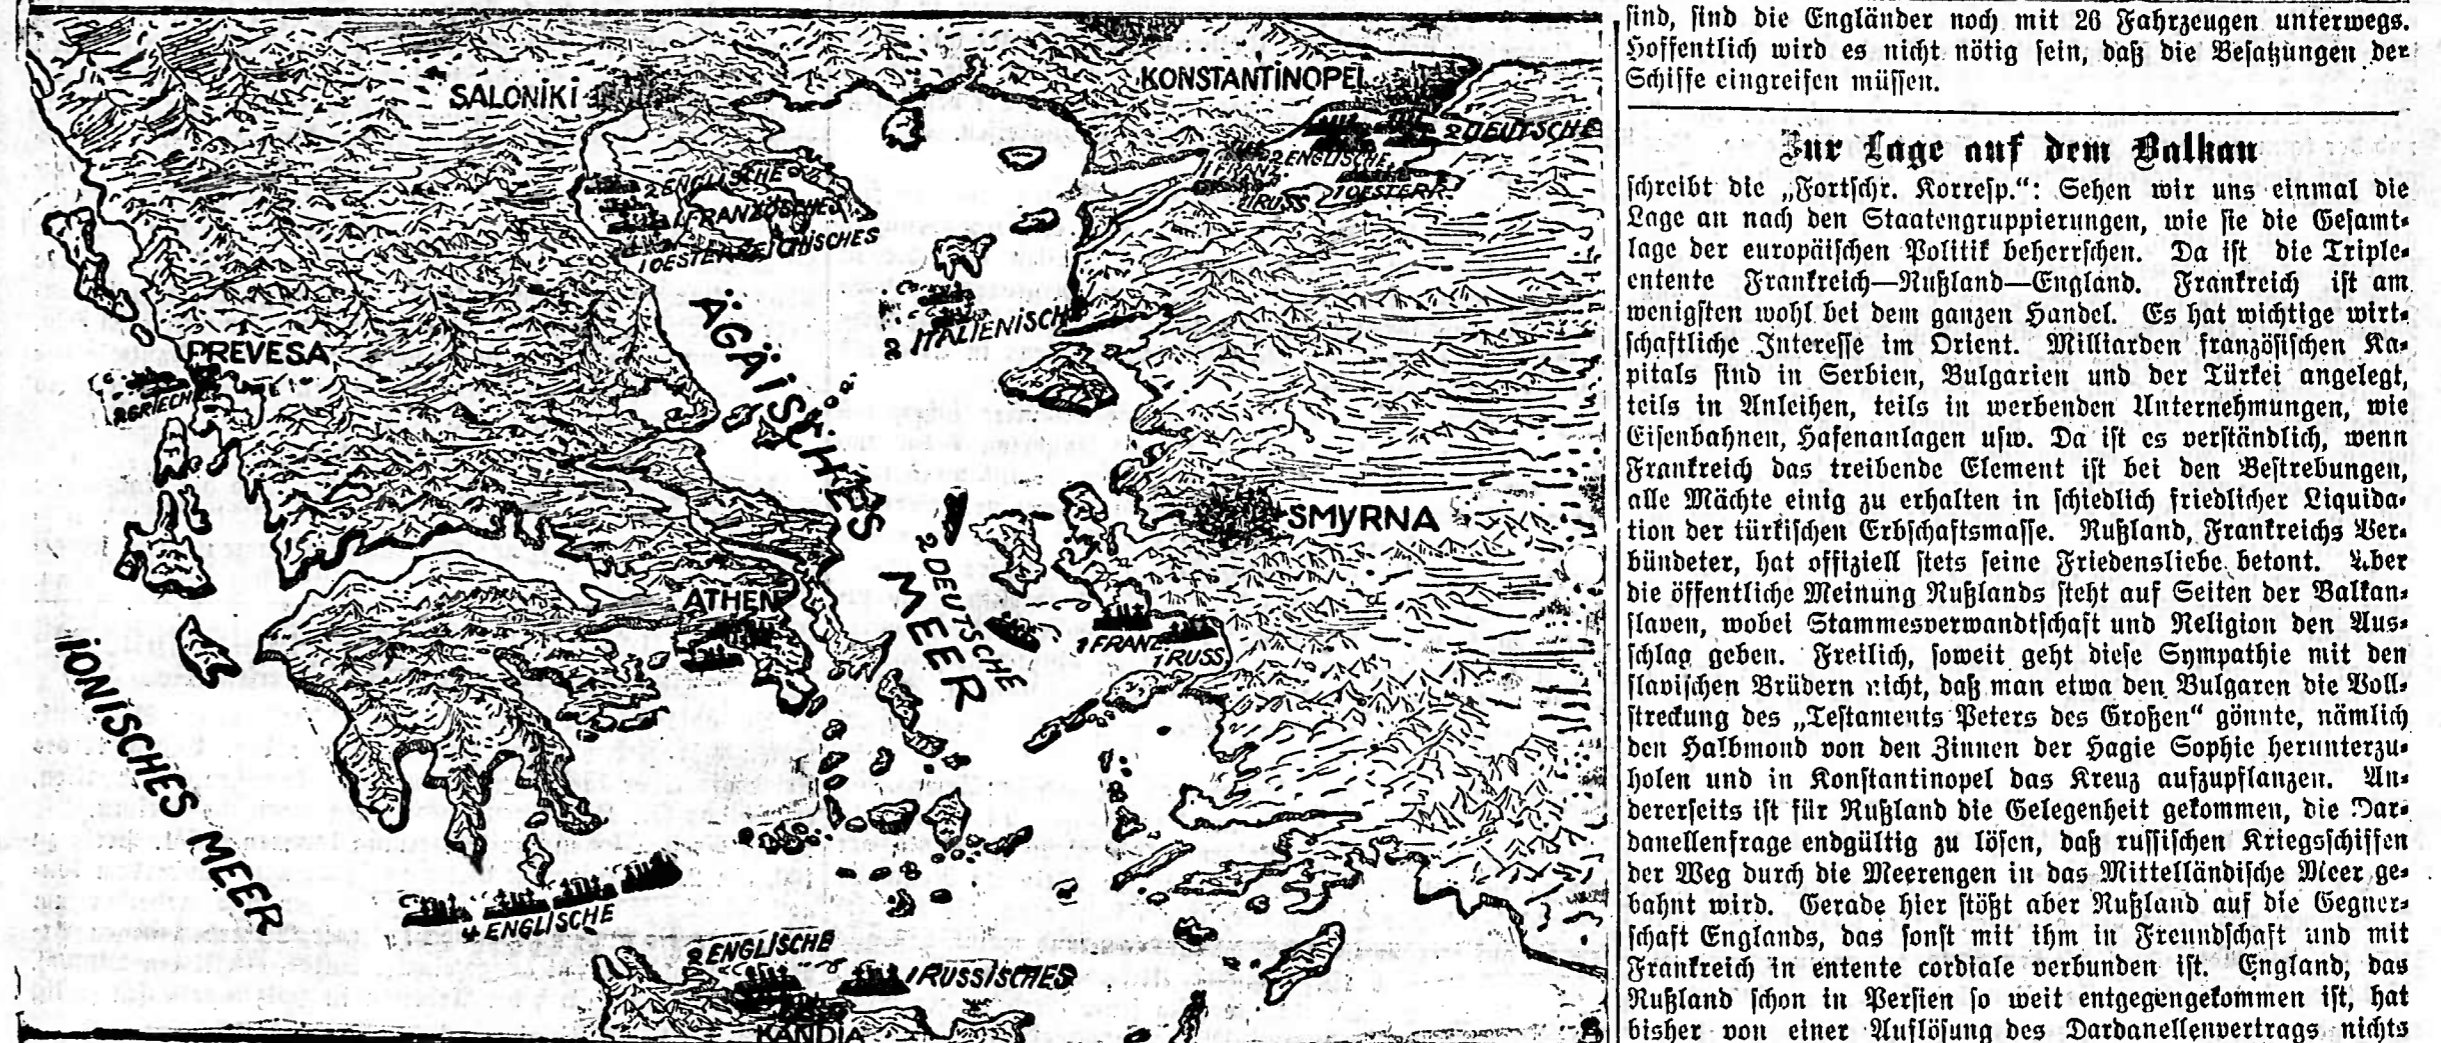 SALONIKI
KONSTANTINOPEL
2 DEUTSCHE
2 ENGLISCHE
1 FRANZ.
1 OESTERR.
1 RUSS
2 ENGLISCHE
1 FRANZÖSISCHES
1 OESTERREICHISCHES
ÄGÄISCHES
2 ITALIENISCH
PREVESA
2 GRIECH.
SMYRNA
2 DEUTSCHE
MEER
ATHEN
1 FRANZ
1 RUSS
IONISCHES MEER
4 ENGLISCHE
2 ENGLISCHE
1 RUSSISCHES
KANDIA
sind, sind die Engländer noch mit 26 Fahrzeugen unterwegs.
Hoffentlich wird es nicht nötig sein, daß die Besatzungen der
Schiffe eingreifen müssen.
Zur Lage auf dem Balkan
schreibt die „Fortschr. Korresp.“: Sehen wir uns einmal die
Lage an nach den Staatengruppierungen, wie sie die Gesamt-
lage der europäischen Politik beherrschen. Da ist die Triple-
entente Frankreich—Rußland—England. Frankreich ist am
wenigsten wohl bei dem ganzen Handel. Es hat wichtige wirt-
schaftliche Interesse im Orient. Milliarden französischen Ka-
pitals sind in Serbien, Bulgarien und der Türkei angelegt,
teils in Anleihen, teils in werbenden Unternehmungen, wie
Eisenbahnen, Hafenanlagen usw. Da ist es verständlich, wenn
Frankreich das treibende Element ist bei den Bestrebungen,
alle Mächte einig zu erhalten in schiedlich friedlicher Liquida-
tion der türkischen Erbschaftsmasse. Rußland, Frankreichs Ver-
bündeter, hat offiziell stets seine Friedensliebe betont. Aber
die öffentliche Meinung Rußlands steht auf Seiten der Balkan-
slaven, wobei Stammesverwandtschaft und Religion den Aus-
schlag geben. Freilich, soweit geht diese Sympathie mit den
slavischen Brüdern nicht, daß man etwa den Bulgaren die Voll-
streckung des „Testaments Peters des Großen“ gönnte, nämlich
den Halbmond von den Zinnen der Hagie Sophie herunterzu-
holen und in Konstantinopel das Kreuz aufzupflanzen. An-
dererseits ist für Rußland die Gelegenheit gekommen, die Dar-
danellenfrage endgültig zu lösen, daß russischen Kriegsschiffen
der Weg durch die Meerengen in das Mittelländische Meer ge-
bahnt wird. Gerade hier stößt aber Rußland auf die Gegner-
schaft Englands, das sonst mit ihm in Freundschaft und mit
Frankreich in entente cordiale verbunden ist. England, das
Rußland schon in Persien so weit entgegengekommen ist, hat
bisher von einer Auflösung des Dardanellenvertrags nichts